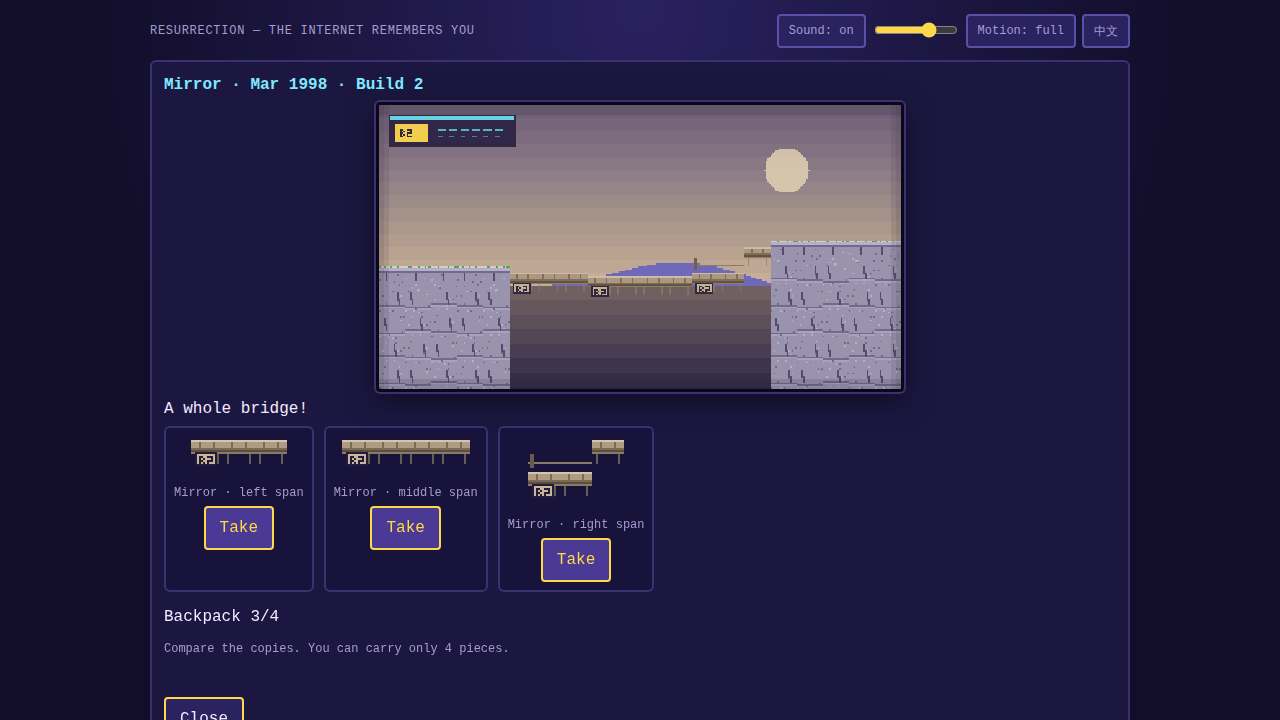 RESURRECTION — THE INTERNET REMEMBERS YOU
Sound: on
Motion: full
中文
Mirror · Mar 1998 · Build 2
A whole bridge!
Mirror · left span
Take
Mirror · middle span
Take
Mirror · right span
Take
Backpack 3/4
Compare the copies. You can carry only 4 pieces.
Close